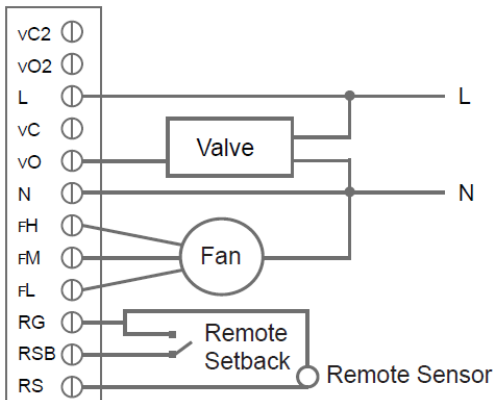 vC2
vO2
L
L
vC
vO
Valve
N
N
FH
FM
Fan
FL
RG
Remote
Setback
RSB
RS
Remote Sensor